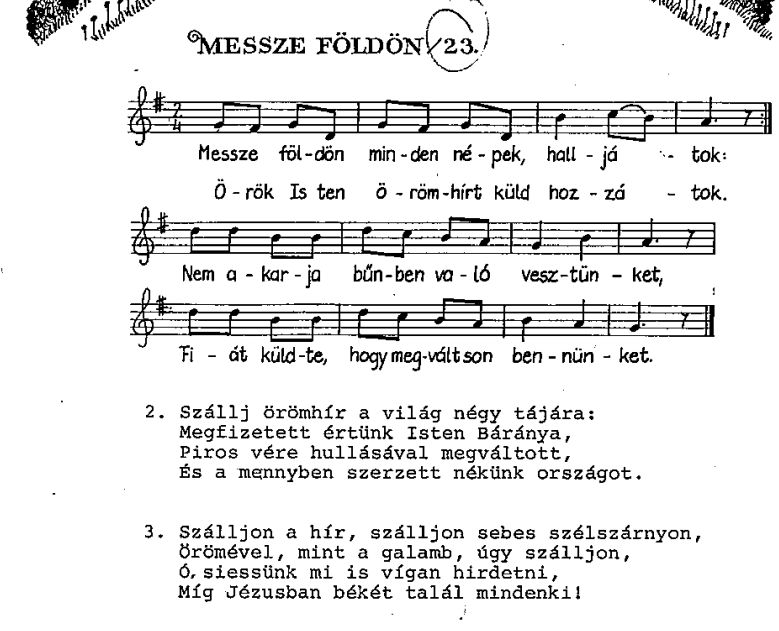 MESSZE FÖLDÖN /23.
2
4
Messze föl-dön min-den né-pek, hall-já - tok:
Ö-rök Is ten ö-röm-hírt küld hoz-zá - tok.
Nem a-kar-ja bűn-ben va-ló vesz-tün-ket,
Fi-át küld-te, hogy meg-vált son ben-nün-ket.
2. Szállj örömhír a világ négy tájára:
Megfizetett értünk Isten Báránya,
Piros vére hullásával megváltott,
És a mennyben szerzett nékünk országot.
3. Szálljon a hír, szálljon sebes szélszárnyon,
Örömével, mint a galamb, úgy szálljon,
Ó, siessünk mi is vígan hirdetni,
Míg Jézusban békét talál mindenki!